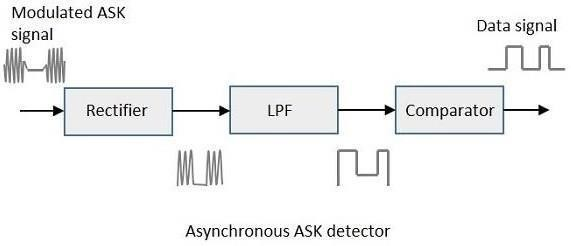 Modulated ASK
signal
Data signal
Rectifier
LPF
Comparator
Asynchronous ASK detector